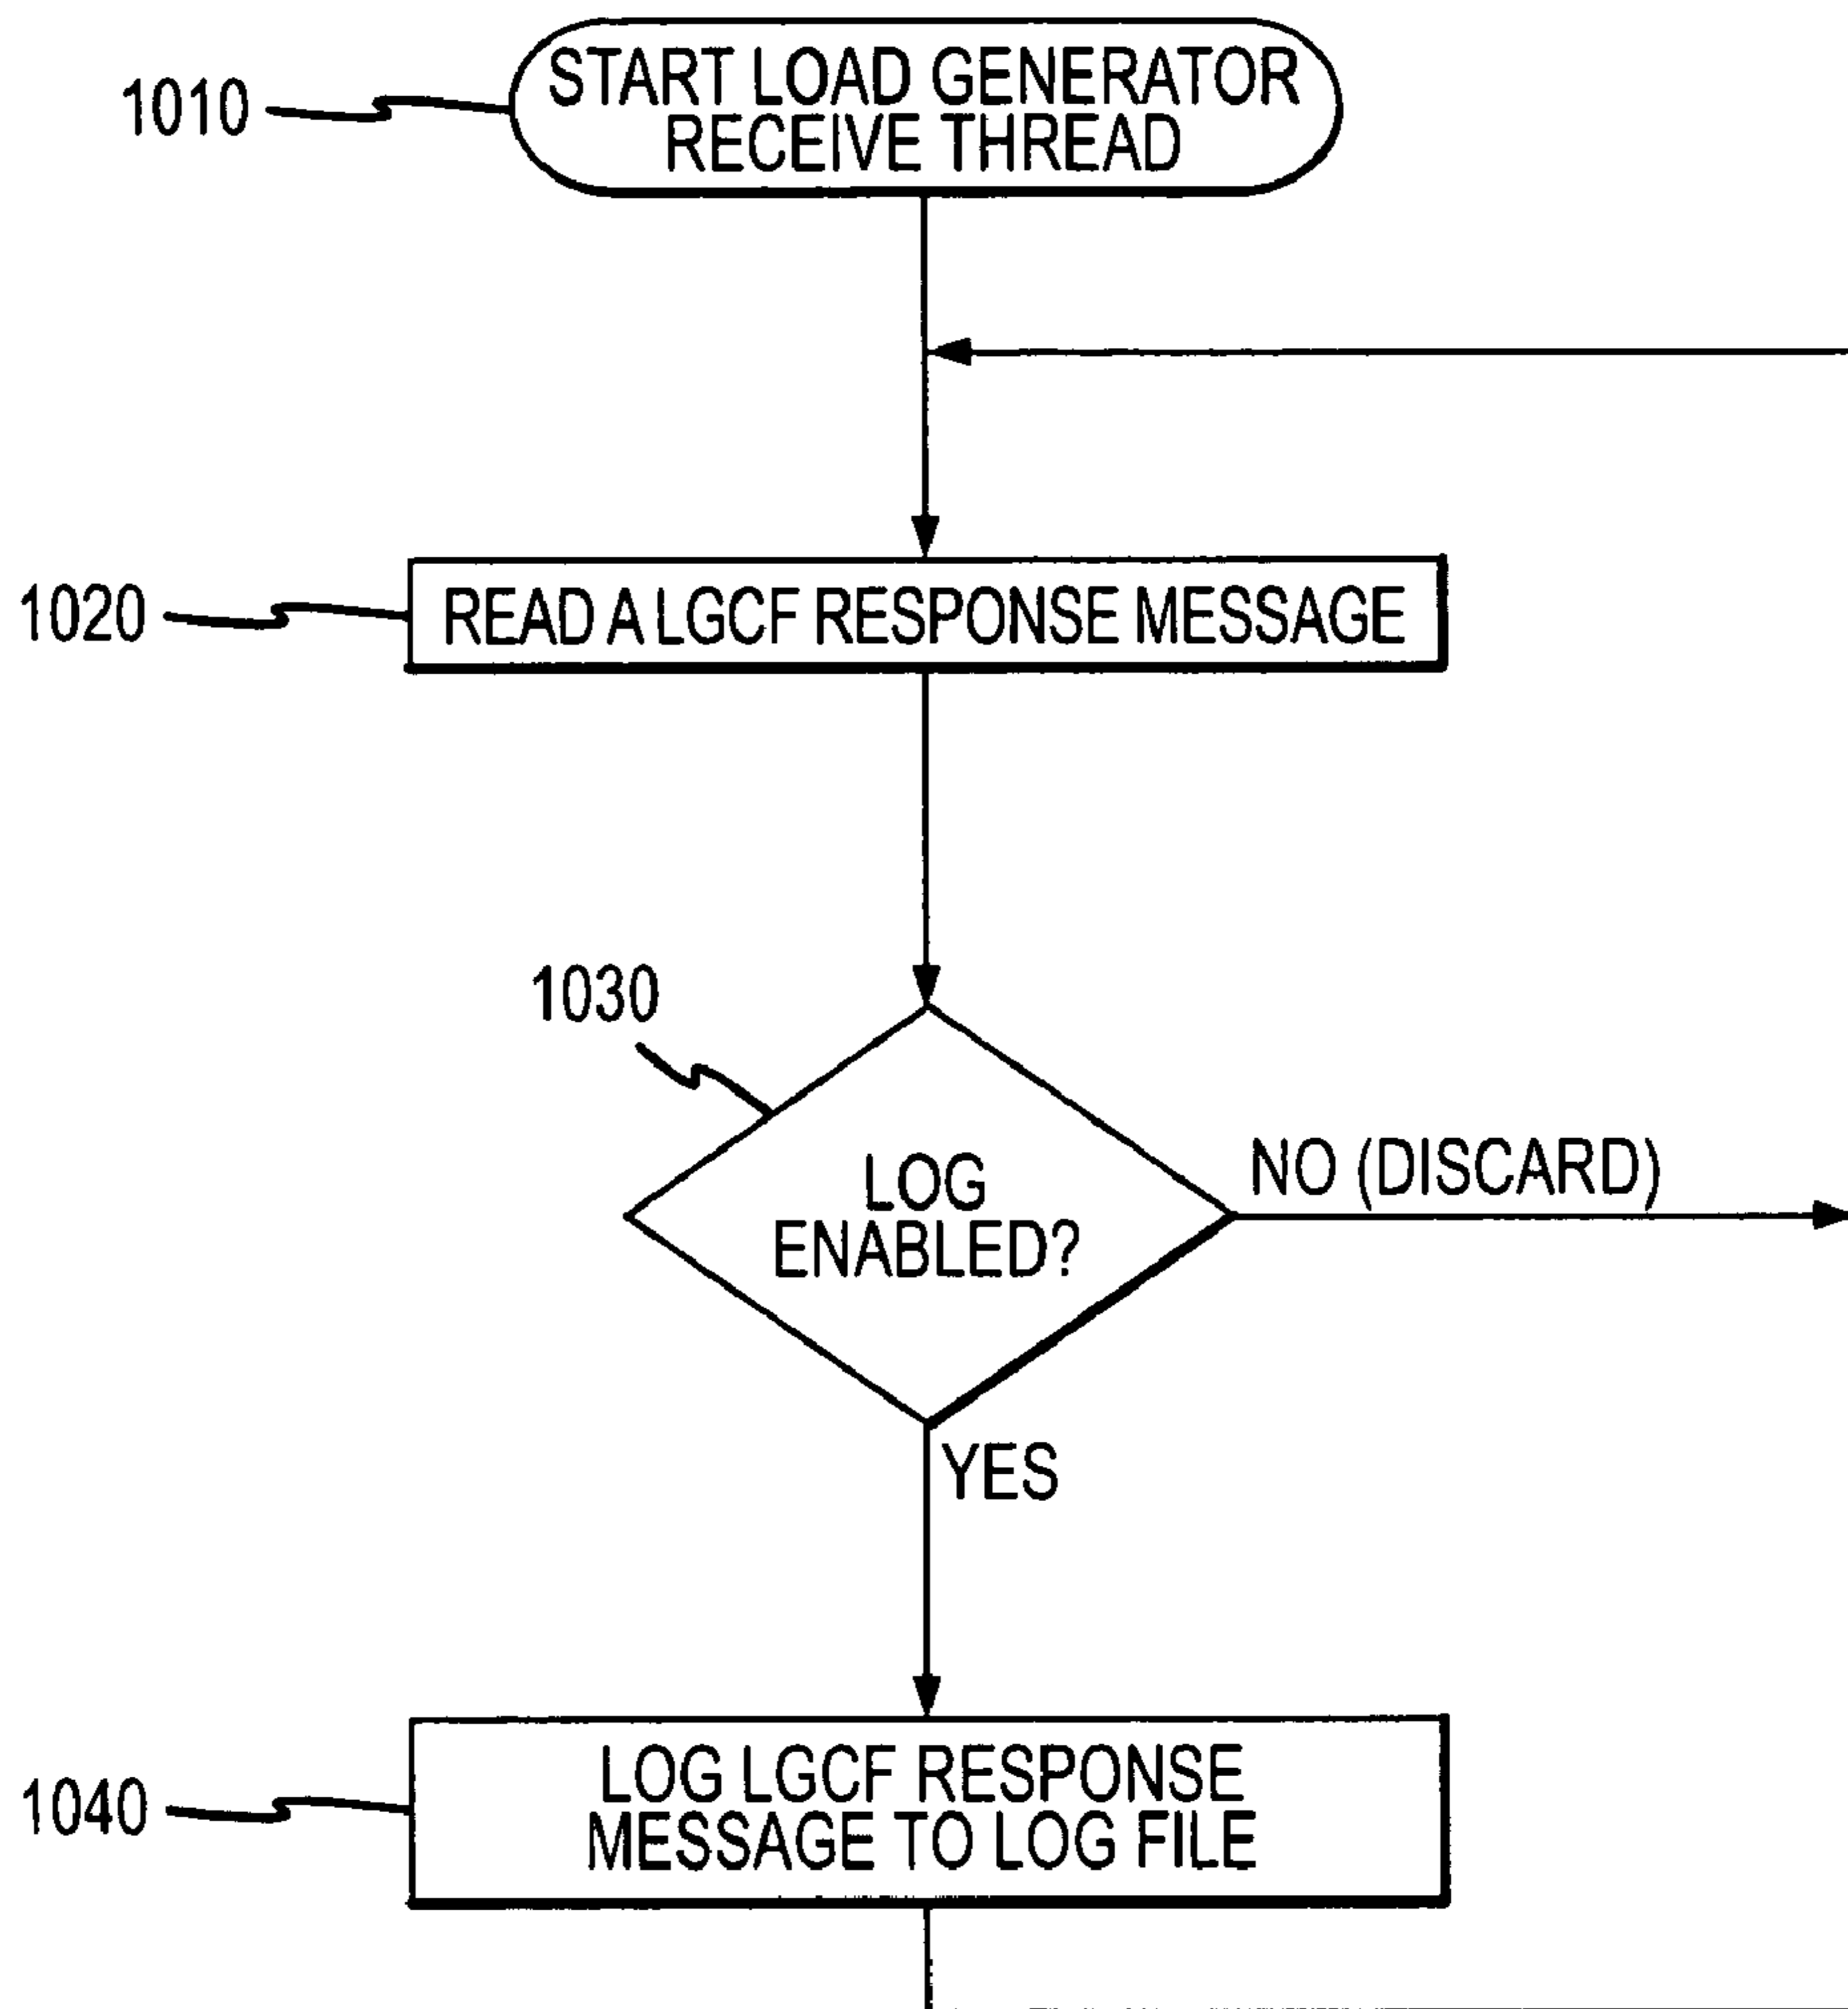 1010
START LOAD GENERATOR
RECEIVE THREAD
1020
READ A LGCF RESPONSE MESSAGE
1030
LOG
ENABLED?
NO (DISCARD)
YES
1040
LOG LGCF RESPONSE
MESSAGE TO LOG FILE